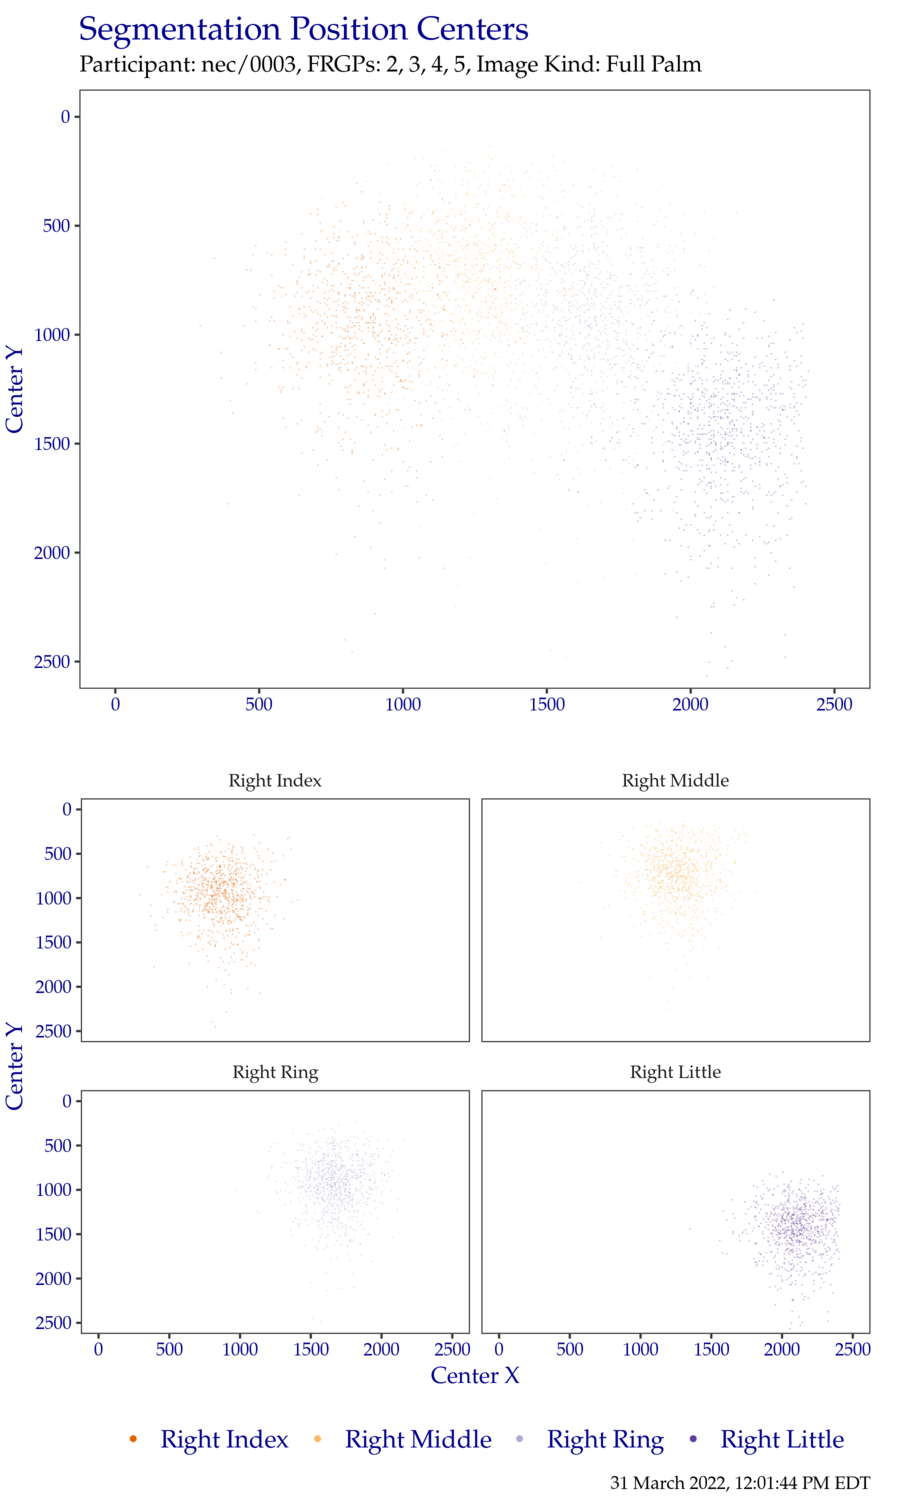 Segmentation Position Centers
Participant: nec/0003, FRGPs: 2, 3, 4, 5, Image Kind: Full Palm
Center Y
0
500
1000
1500
2000
2500
0 500 1000 1500 2000 2500
Right Index Right Middle
Center Y
0
500
1000
1500
2000
2500
Right Ring Right Little
0
500
1000
1500
2000
2500
0 500 1000 1500 2000 2500 0 500 1000 1500 2000 2500
Center X
Right Index Right Middle Right Ring Right Little
31 March 2022, 12:01:44 PM EDT